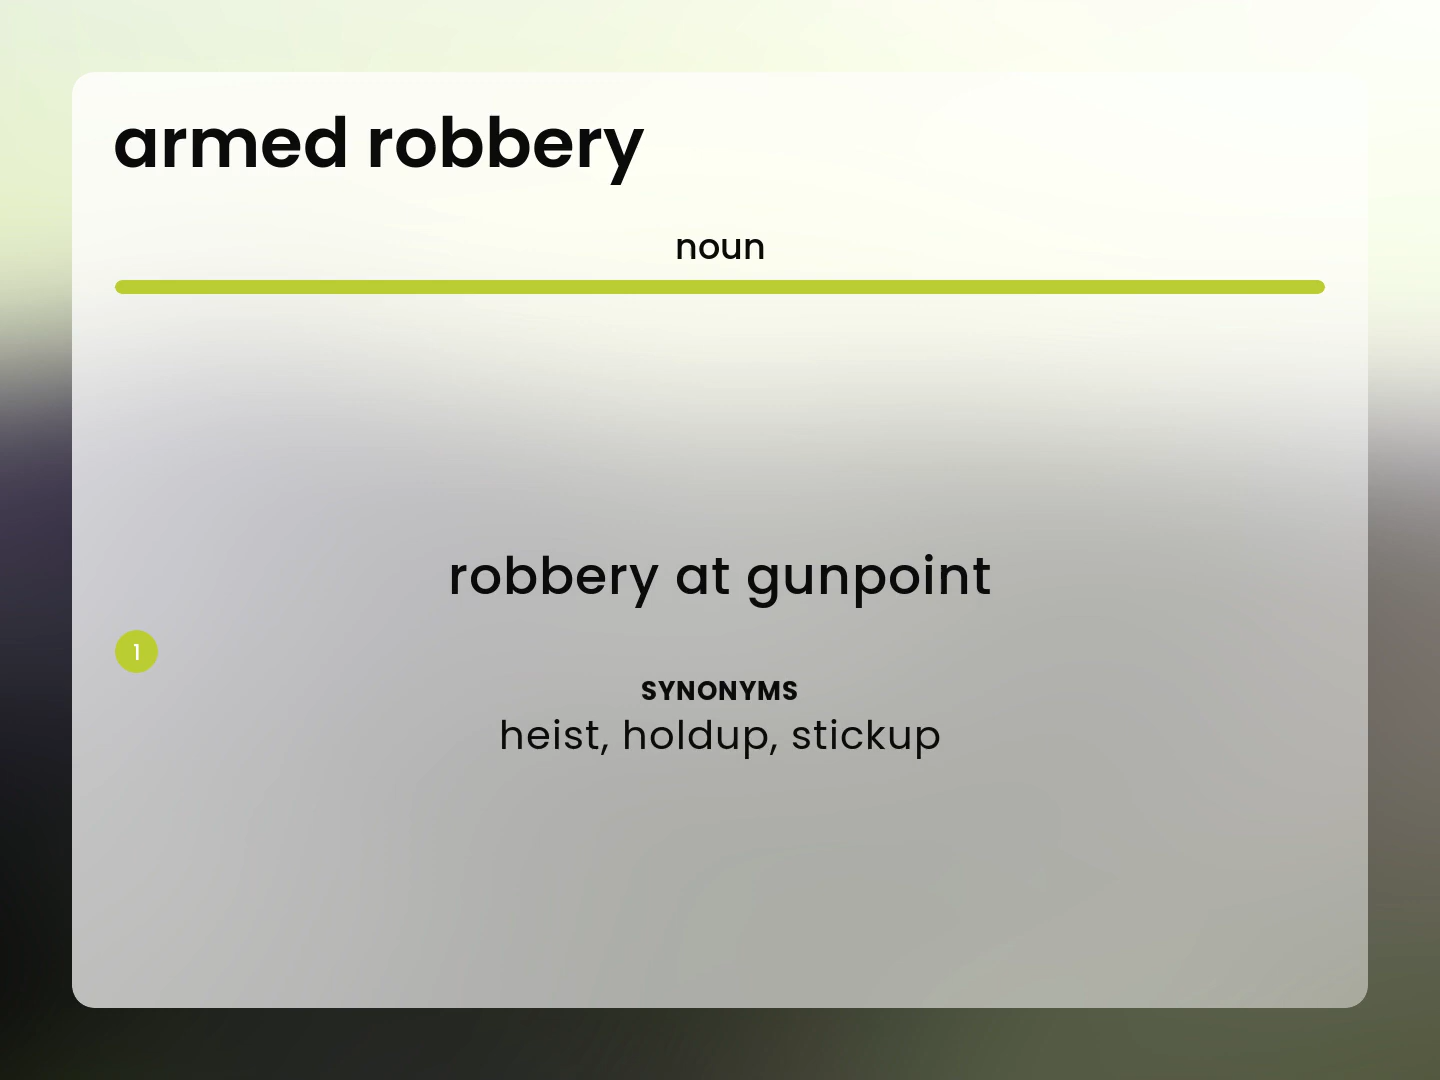 armed robbery
noun
robbery at gunpoint
1
SYNONYMS
heist, holdup, stickup